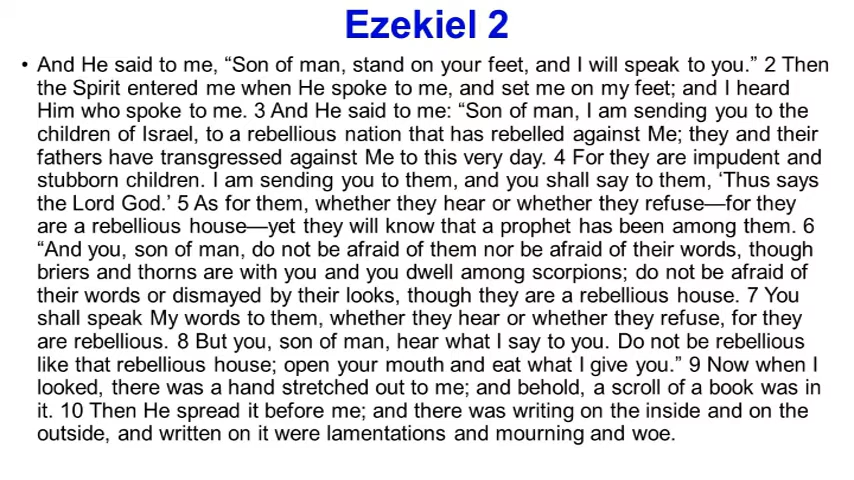 Ezekiel 2
• And He said to me, “Son of man, stand on your feet, and I will speak to you.” 2 Then
the Spirit entered me when He spoke to me, and set me on my feet; and I heard
Him who spoke to me. 3 And He said to me: “Son of man, I am sending you to the
children of Israel, to a rebellious nation that has rebelled against Me; they and their
fathers have transgressed against Me to this very day. 4 For they are impudent and
stubborn children. I am sending you to them, and you shall say to them, ‘Thus says
the Lord God.’ 5 As for them, whether they hear or whether they refuse—for they
are a rebellious house—yet they will know that a prophet has been among them. 6
“And you, son of man, do not be afraid of them nor be afraid of their words, though
briers and thorns are with you and you dwell among scorpions; do not be afraid of
their words or dismayed by their looks, though they are a rebellious house. 7 You
shall speak My words to them, whether they hear or whether they refuse, for they
are rebellious. 8 But you, son of man, hear what I say to you. Do not be rebellious
like that rebellious house; open your mouth and eat what I give you.” 9 Now when I
looked, there was a hand stretched out to me; and behold, a scroll of a book was in
it. 10 Then He spread it before me; and there was writing on the inside and on the
outside, and written on it were lamentations and mourning and woe.